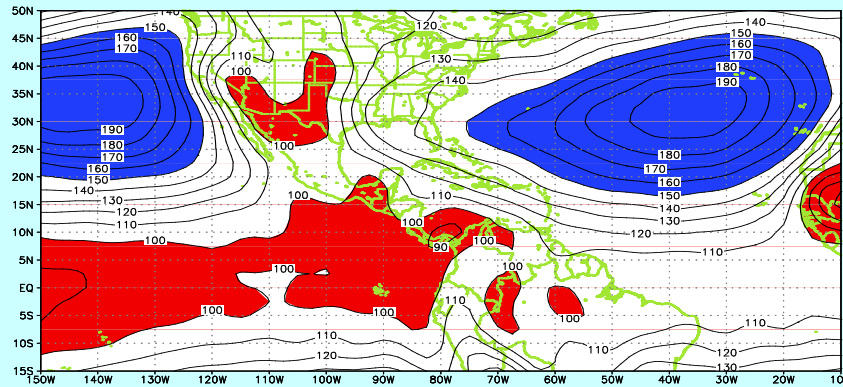 50N 140 150 120 140
45N 160 170 110 130 150 160
40N 100 140 170 180
35N 190
30N 190
25N 180 170 100 180 170
20N 160 150 140 160 150
15N 130 120 100 110 140 130
10N 110 100 100 90 100 120 110
5N 100 100
EQ 110
5S 100 100 100
10S 110 110 110
15S 120 120 130
150W 140W 130W 120W 110W 100W 90W 80W 70W 60W 50W 40W 30W 20W 10